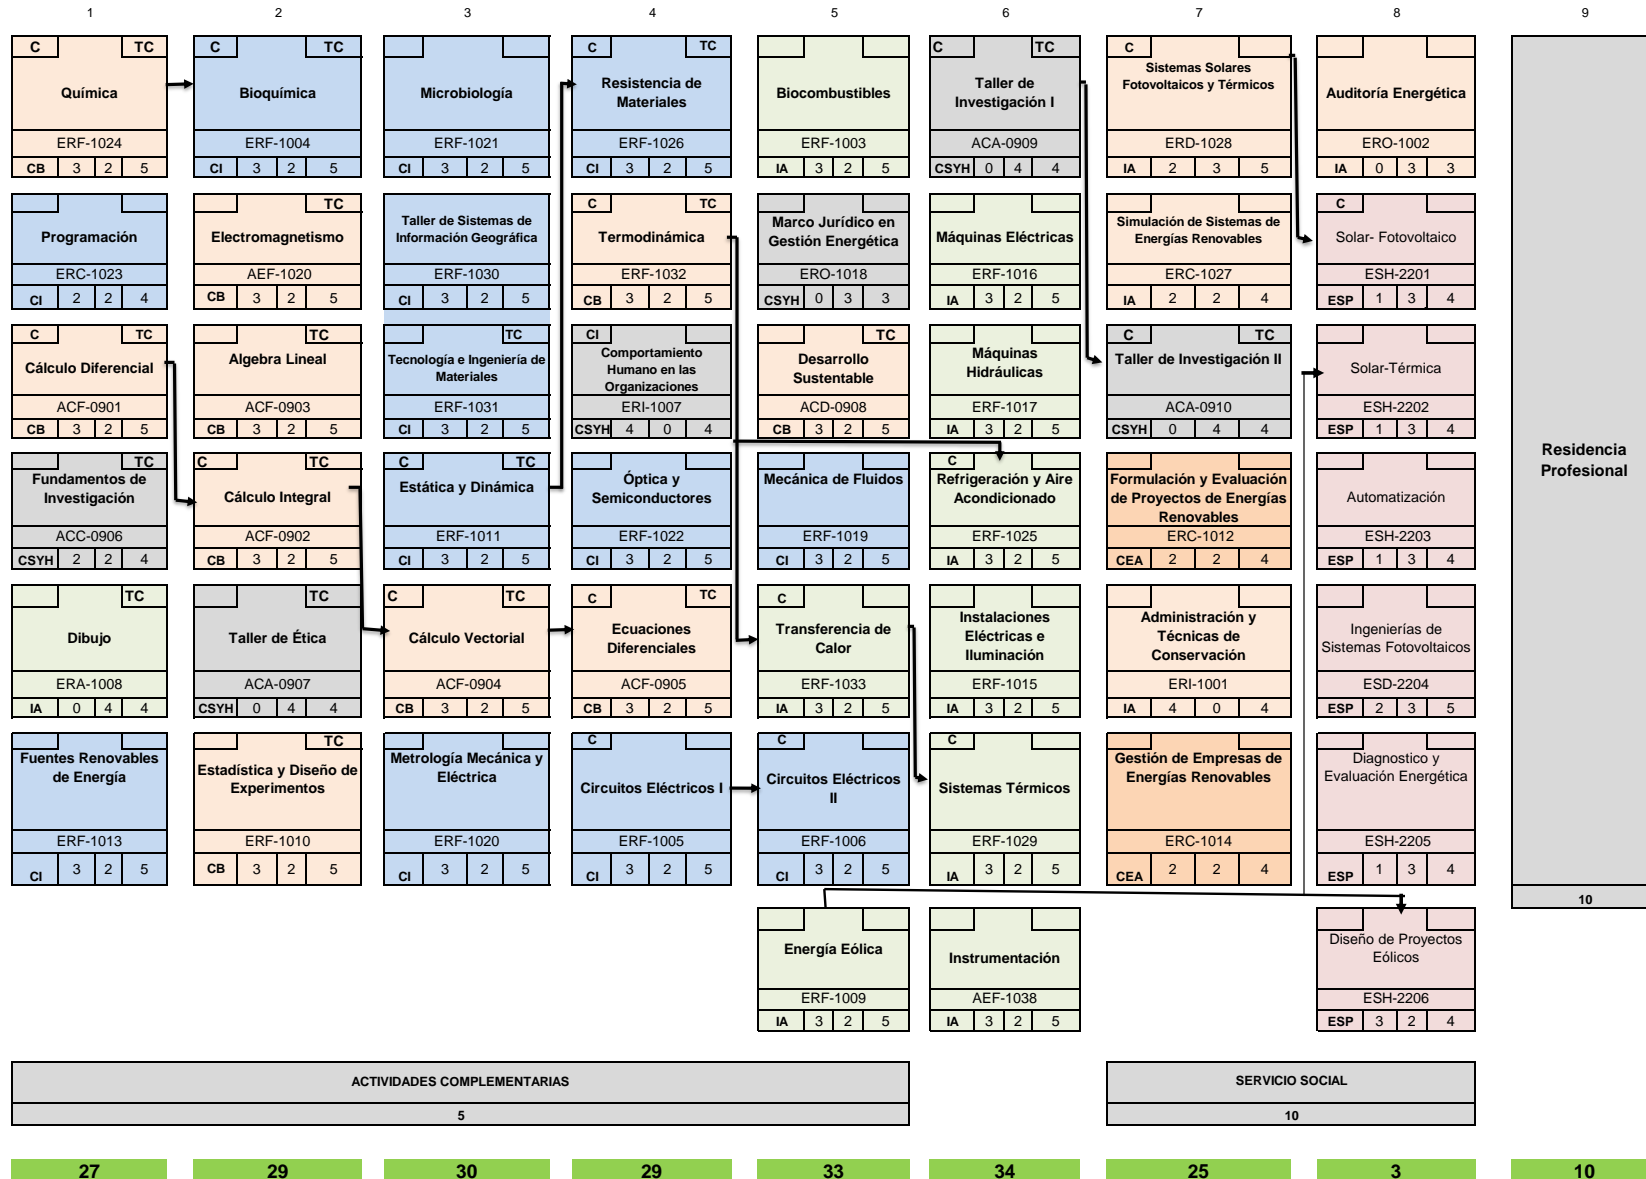 1 2 3 4 5 6 7 8 9
C TC
Química
ERF-1024
CB 3 2 5
C TC
Bioquímica
ERF-1004
CI 3 2 5
Microbiología
ERF-1021
CI 3 2 5
C TC
Resistencia de
Materiales
ERF-1026
CI 3 2 5
Biocombustibles
ERF-1003
IA 3 2 5
C TC
Taller de
Investigación I
ACA-0909
CSYH 0 4 4
C
Sistemas Solares
Fotovoltaicos y Térmicos
ERD-1028
IA 2 3 5
Auditoría Energética
ERO-1002
IA 0 3 3
Programación
ERC-1023
CI 2 2 4
TC
Electromagnetismo
AEF-1020
CB 3 2 5
Taller de Sistemas de
Información Geográfica
ERF-1030
CI 3 2 5
C TC
Termodinámica
ERF-1032
CB 3 2 5
Marco Jurídico en
Gestión Energética
ERO-1018
CSYH 0 3 3
Máquinas Eléctricas
ERF-1016
IA 3 2 5
Simulación de Sistemas de
Energías Renovables
ERC-1027
IA 2 2 4
C
Solar- Fotovoltaico
ESH-2201
ESP 1 3 4
C TC
Cálculo Diferencial
ACF-0901
CB 3 2 5
TC
Algebra Lineal
ACF-0903
CB 3 2 5
TC
Tecnología e Ingeniería de
Materiales
ERF-1031
CI 3 2 5
CI
Comportamiento
Humano en las
Organizaciones
ERI-1007
CSYH 4 0 4
TC
Desarrollo
Sustentable
ACD-0908
CB 3 2 5
Máquinas
Hidráulicas
ERF-1017
IA 3 2 5
C TC
Taller de Investigación II
ACA-0910
CSYH 0 4 4
Solar-Térmica
ESH-2202
ESP 1 3 4
TC
Fundamentos de
Investigación
ACC-0906
CSYH 2 2 4
C TC
Cálculo Integral
ACF-0902
CB 3 2 5
C TC
Estática y Dinámica
ERF-1011
CI 3 2 5
Óptica y
Semiconductores
ERF-1022
CI 3 2 5
Mecánica de Fluidos
ERF-1019
CI 3 2 5
C
Refrigeración y Aire
Acondicionado
ERF-1025
IA 3 2 5
Formulación y Evaluación
de Proyectos de Energías
Renovables
ERC-1012
CEA 2 2 4
Automatización
ESH-2203
ESP 1 3 4
Residencia
Profesional
10
TC
Dibujo
ERA-1008
IA 0 4 4
TC
Taller de Ética
ACA-0907
CSYH 0 4 4
C TC
Cálculo Vectorial
ACF-0904
CB 3 2 5
C TC
Ecuaciones
Diferenciales
ACF-0905
CB 3 2 5
C
Transferencia de
Calor
ERF-1033
IA 3 2 5
Instalaciones
Eléctricas e
Iluminación
ERF-1015
IA 3 2 5
Administración y
Técnicas de
Conservación
ERI-1001
IA 4 0 4
Ingenierías de
Sistemas Fotovoltaicos
ESD-2204
ESP 2 3 5
Fuentes Renovables
de Energía
ERF-1013
CI 3 2 5
TC
Estadística y Diseño de
Experimentos
ERF-1010
CB 3 2 5
Metrología Mecánica y
Eléctrica
ERF-1020
CI 3 2 5
C
Circuitos Eléctricos I
ERF-1005
CI 3 2 5
C
Circuitos Eléctricos
II
ERF-1006
CI 3 2 5
C
Sistemas Térmicos
ERF-1029
IA 3 2 5
Gestión de Empresas de
Energías Renovables
ERC-1014
CEA 2 2 4
Diagnostico y
Evaluación Energética
ESH-2205
ESP 1 3 4
Energía Eólica
ERF-1009
IA 3 2 5
Instrumentación
AEF-1038
IA 3 2 5
Diseño de Proyectos
Eólicos
ESH-2206
ESP 3 2 4
ACTIVIDADES COMPLEMENTARIAS
5
SERVICIO SOCIAL
10
27 29 30 29 33 34 25 3 10